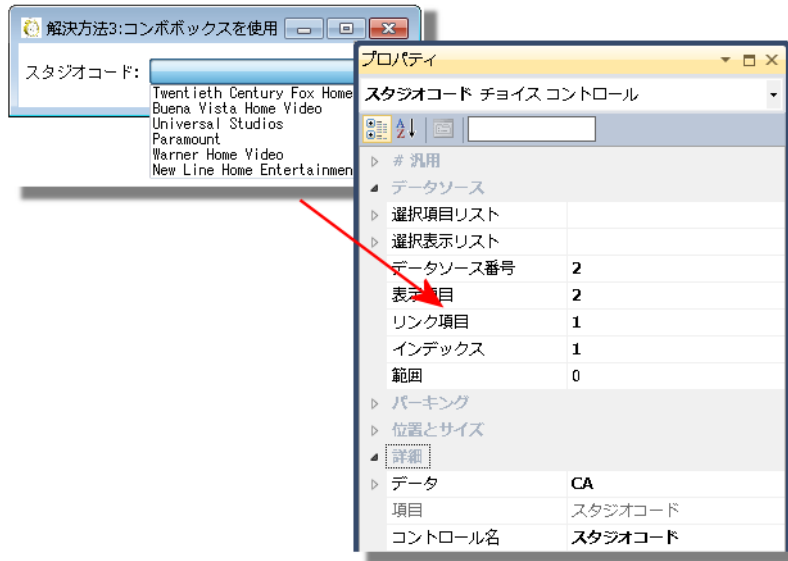 解決方法3:コンボボックスを使用
スタジオコード:
Twentieth Century Fox Home
Buena Vista Home Video
Universal Studios
Paramount
Warner Home Video
New Line Home Entertainmen
プロパティ
スタジオコード チョイス コントロール
# 汎用
データソース
選択項目リスト
選択表示リスト
データソース番号 2
表示項目 2
リンク項目 1
インデックス 1
範囲 0
パーキング
位置とサイズ
詳細
データ CA
項目 スタジオコード
コントロール名 スタジオコード